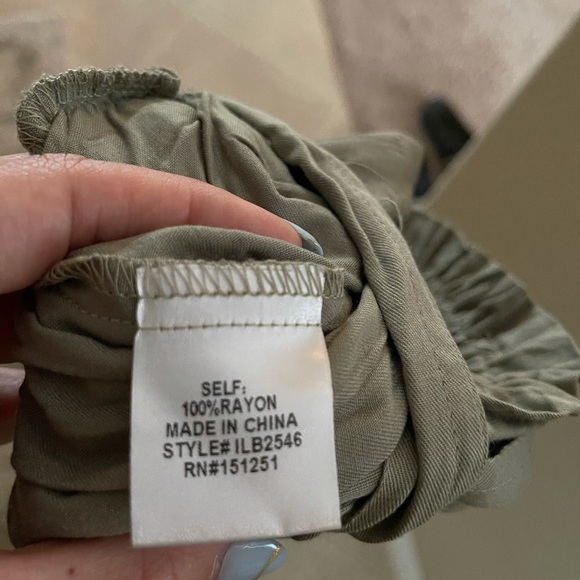 SELF:
100%RAYON
MADE IN CHINA
STYLE# ILB2546
RN#151251